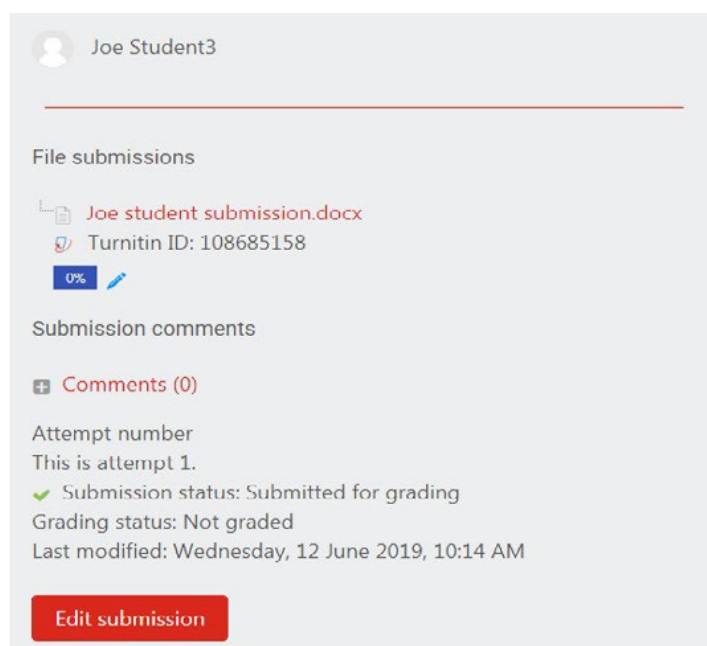 Joe Student3
File submissions
Joe student submission.docx
Turnitin ID: 108685158
0%
Submission comments
Comments (0)
Attempt number
This is attempt 1.
Submission status: Submitted for grading
Grading status: Not graded
Last modified: Wednesday, 12 June 2019, 10:14 AM
Edit submission